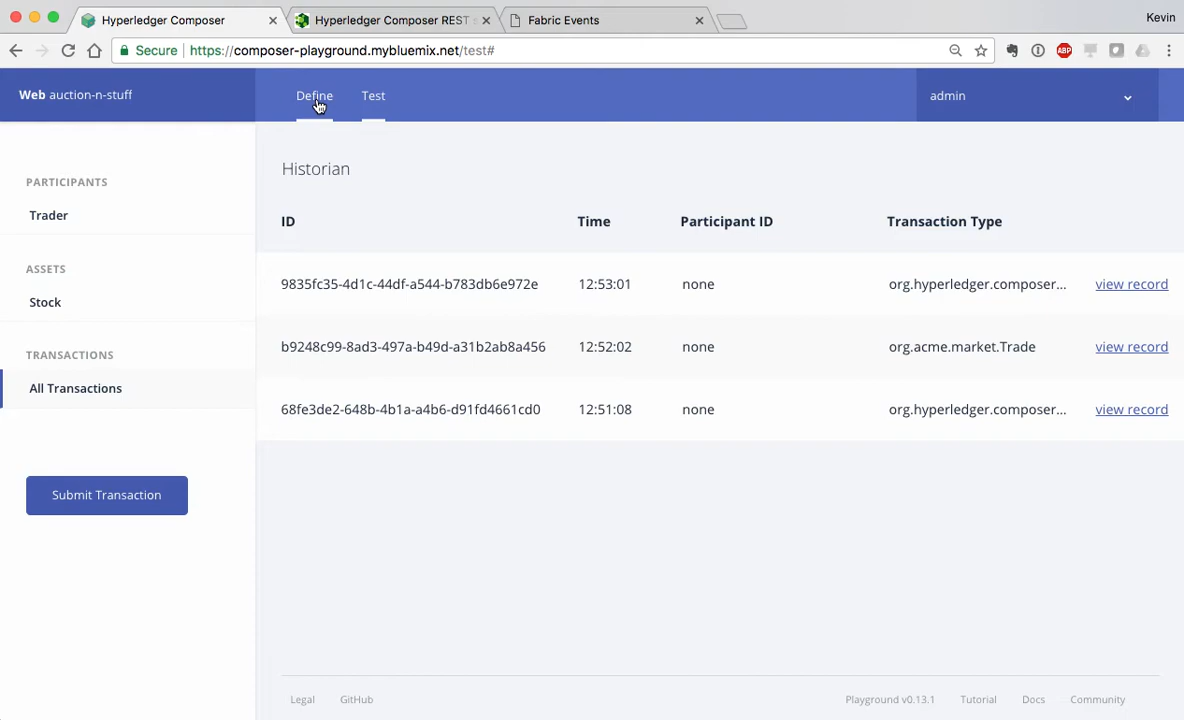 Hyperledger Composer
Hyperledger Composer REST
Fabric Events
Kevin
Secure
https://composer-playground.mybluemix.net/test#
ABP
Web auction-n-stuff
Define
Test
admin
PARTICIPANTS
Trader
ASSETS
Stock
TRANSACTIONS
All Transactions
Submit Transaction
Historian
ID Time Participant ID Transaction Type
9835fc35-4d1c-44df-a544-b783db6e972e 12:53:01 none org.hyperledger.composer... view record
b9248c99-8ad3-497a-b49d-a31b2ab8a456 12:52:02 none org.acme.market.Trade view record
68fe3de2-648b-4b1a-a4b6-d91fd4661cd0 12:51:08 none org.hyperledger.composer... view record
Legal GitHub Playground v0.13.1 Tutorial Docs Community